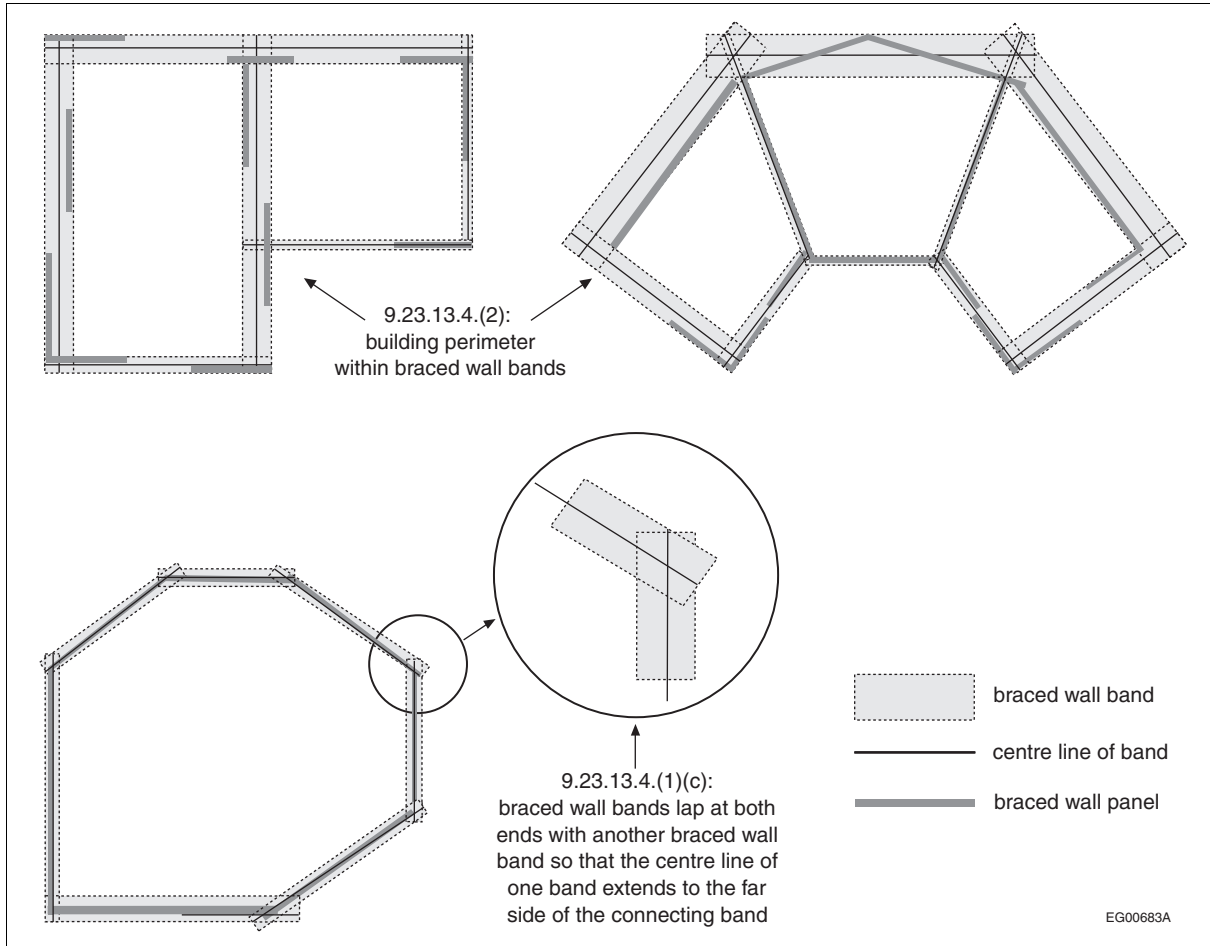 9.23.13.4.(2):
building perimeter
within braced wall bands
9.23.13.4.(1)(c):
braced wall bands lap at both
ends with another braced wall
band so that the centre line of
one band extends to the far
side of the connecting band
braced wall band
centre line of band
braced wall panel
EG00683A